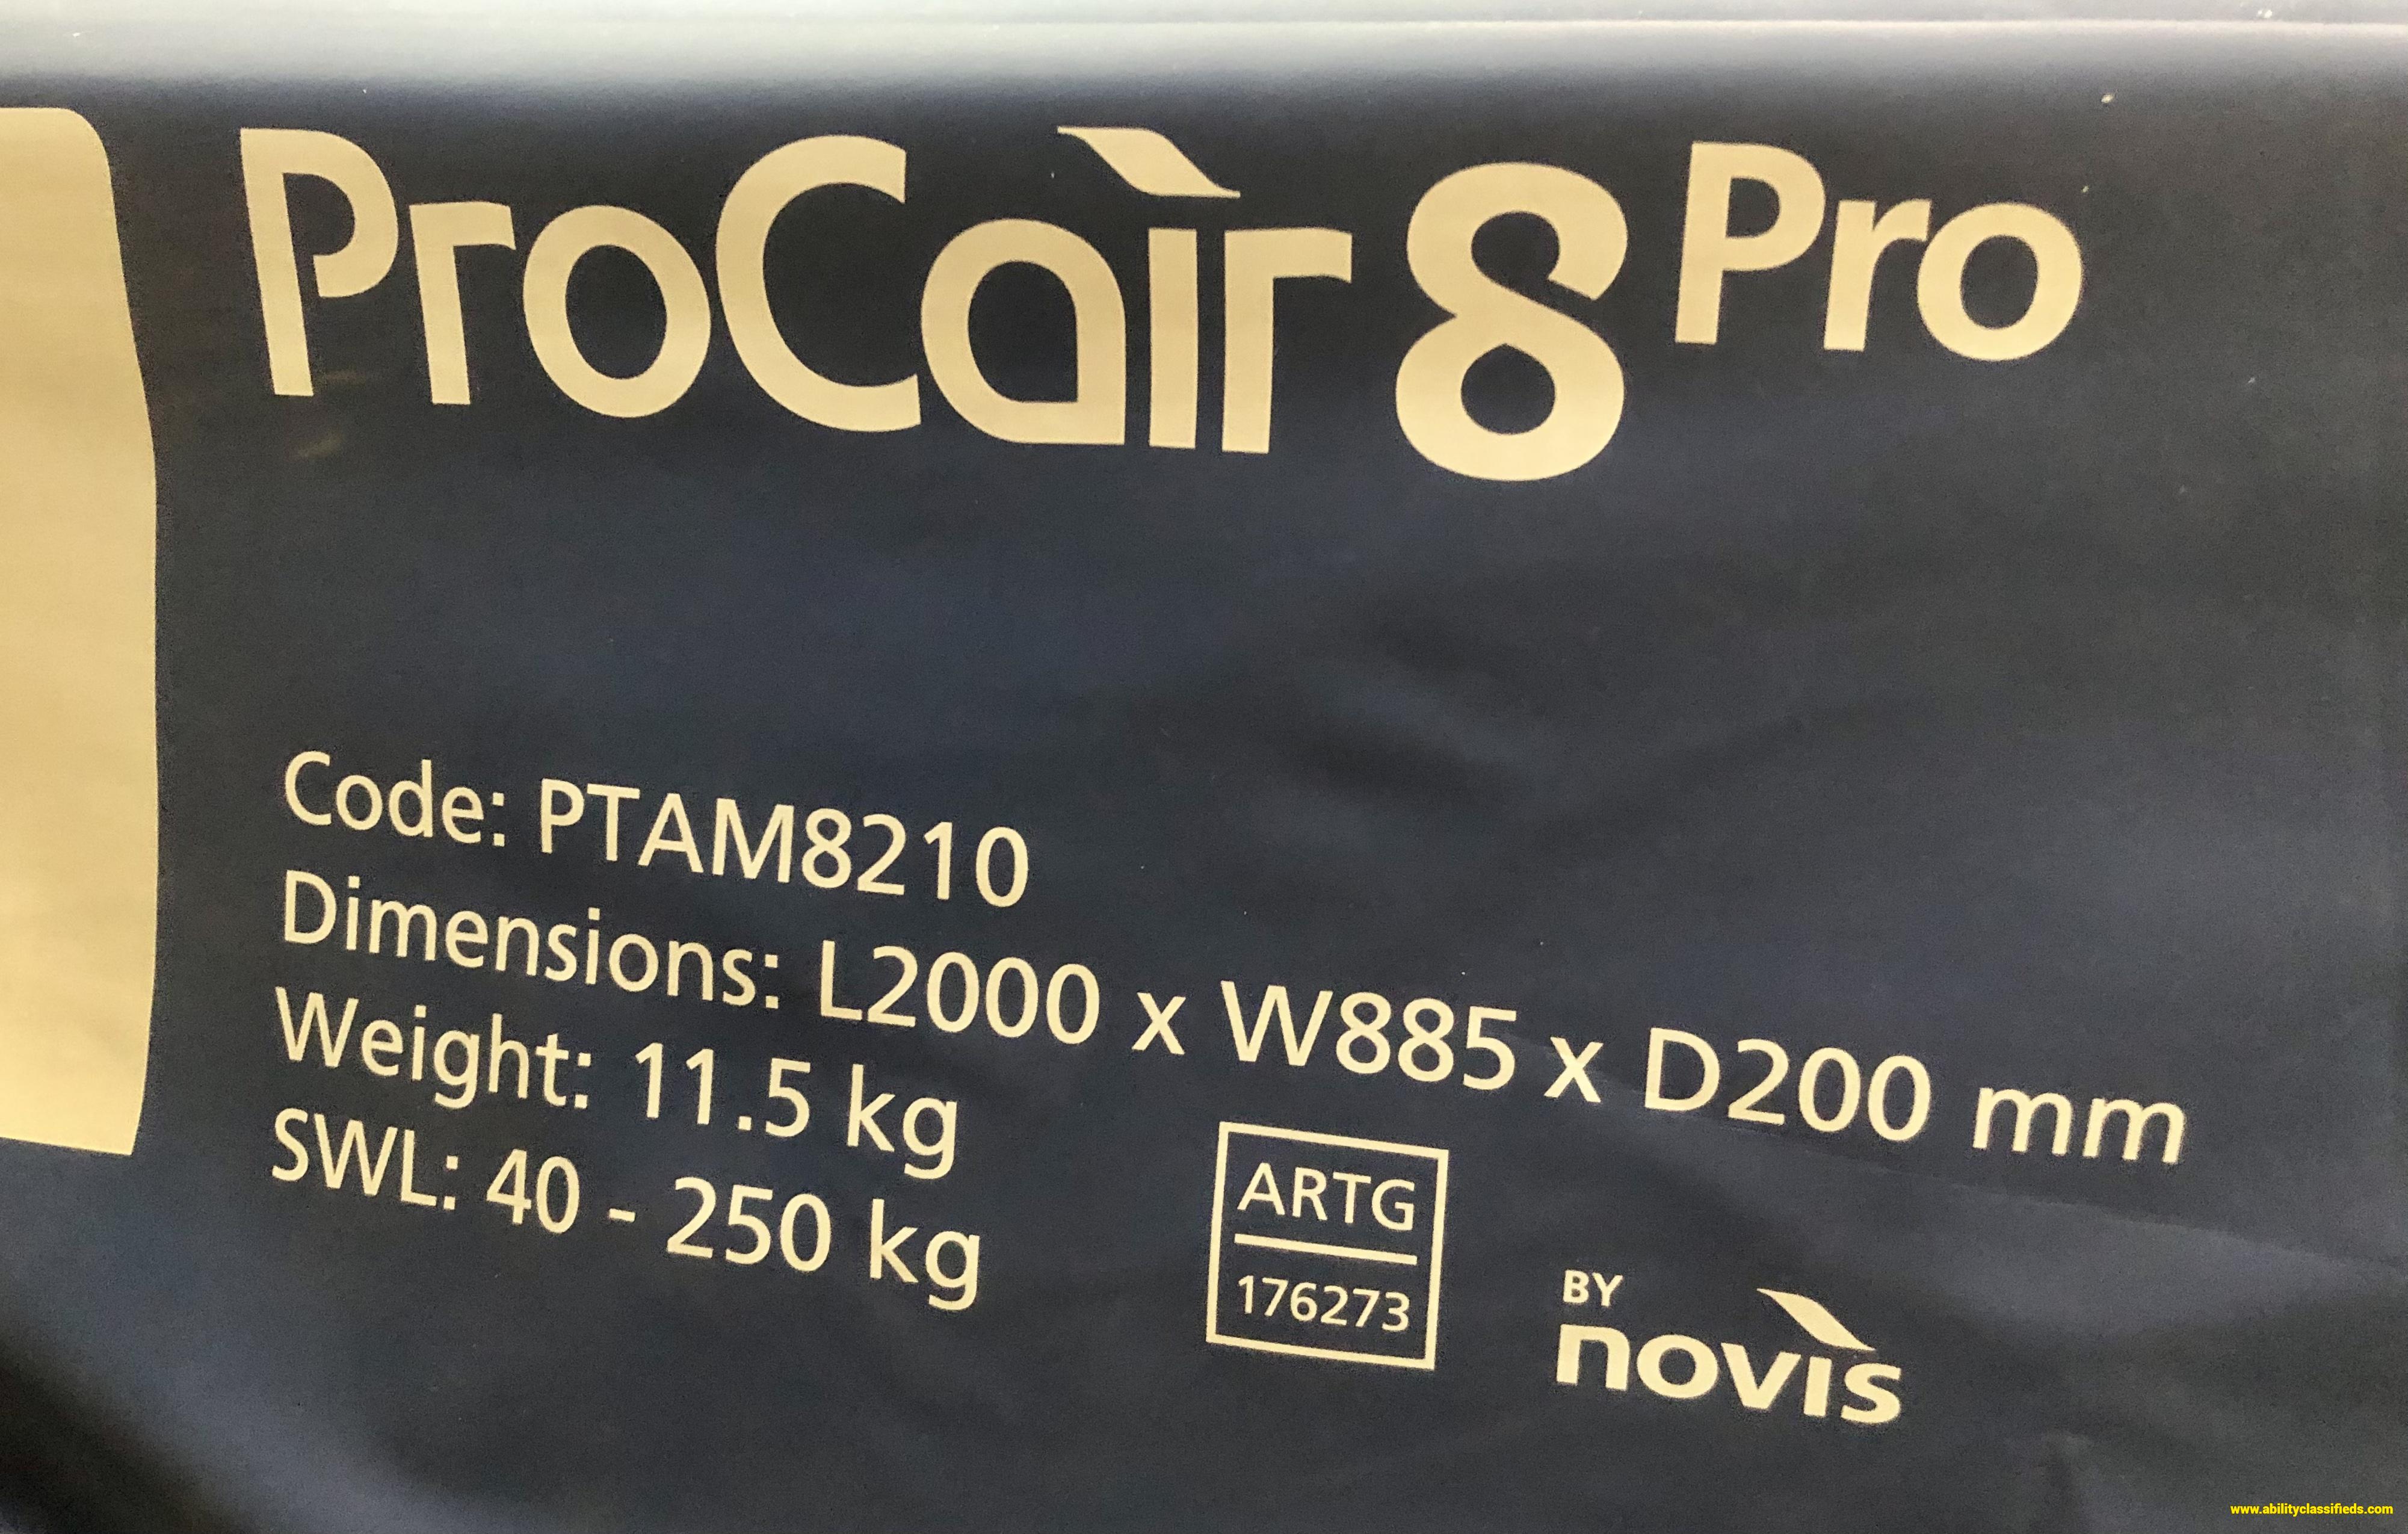 ProCair 8 Pro
Code: PTAM8210
Dimensions: L2000 x W885 x D200 mm
Weight: 11.5 kg
SWL: 40 - 250 kg
ARTG
176273
BY
novis
www.abilityclassifieds.com